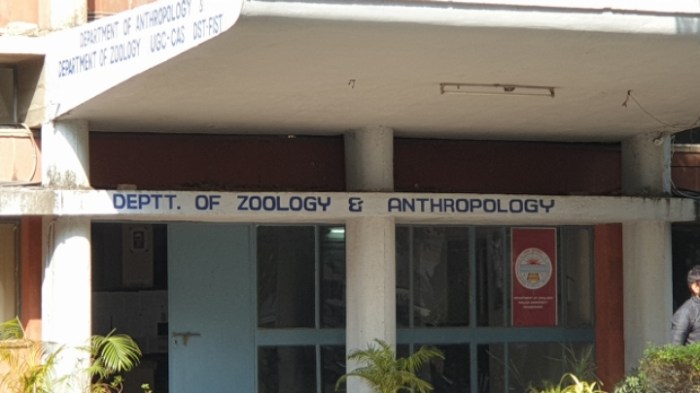 DEPARTMENT OF ANTHROPOLOGY &
DEPARTMENT OF ZOOLOGY UGC-CAS DST-FIST
DEPTT. OF ZOOLOGY & ANTHROPOLOGY